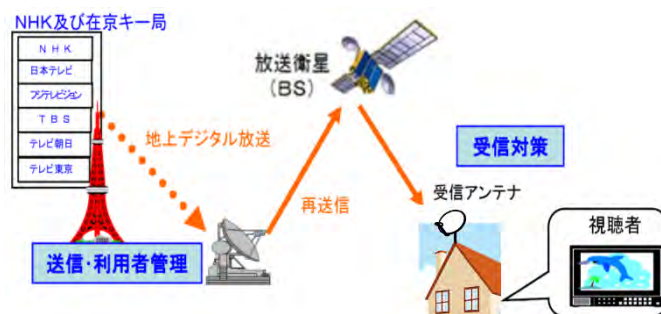 NHK及び在京キー局
NHK
日本テレビ
フジテレビジョン
TBS
テレビ朝日
テレビ東京
放送衛星
(BS)
地上デジタル放送
受信対策
再送信
受信アンテナ
視聴者
送信・利用者管理